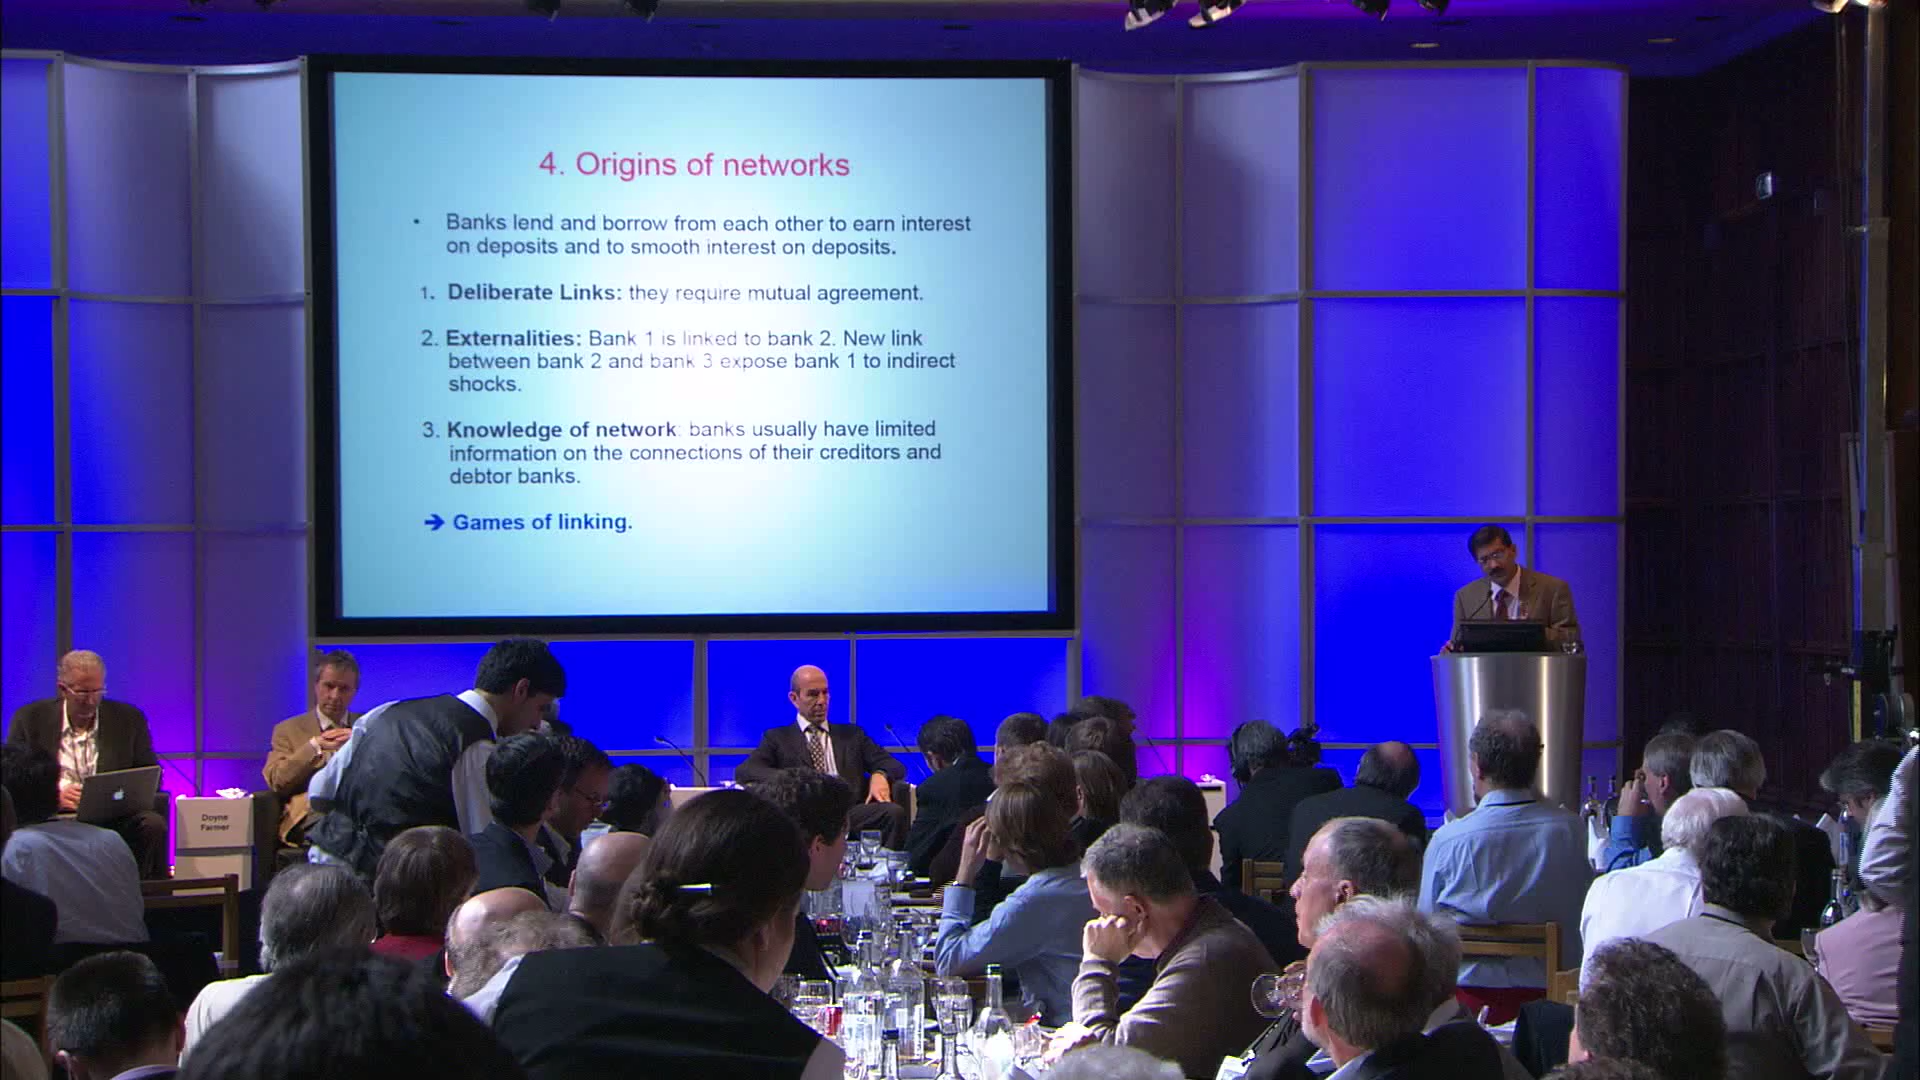 4. Origins of networks
• Banks lend and borrow from each other to earn interest
on deposits and to smooth interest on deposits.
1. Deliberate Links: they require mutual agreement.
2. Externalities: Bank 1 is linked to bank 2. New link
between bank 2 and bank 3 expose bank 1 to indirect
shocks.
3. Knowledge of network: banks usually have limited
information on the connections of their creditors and
debtor banks.
➔ Games of linking.
Doyne
Farmer